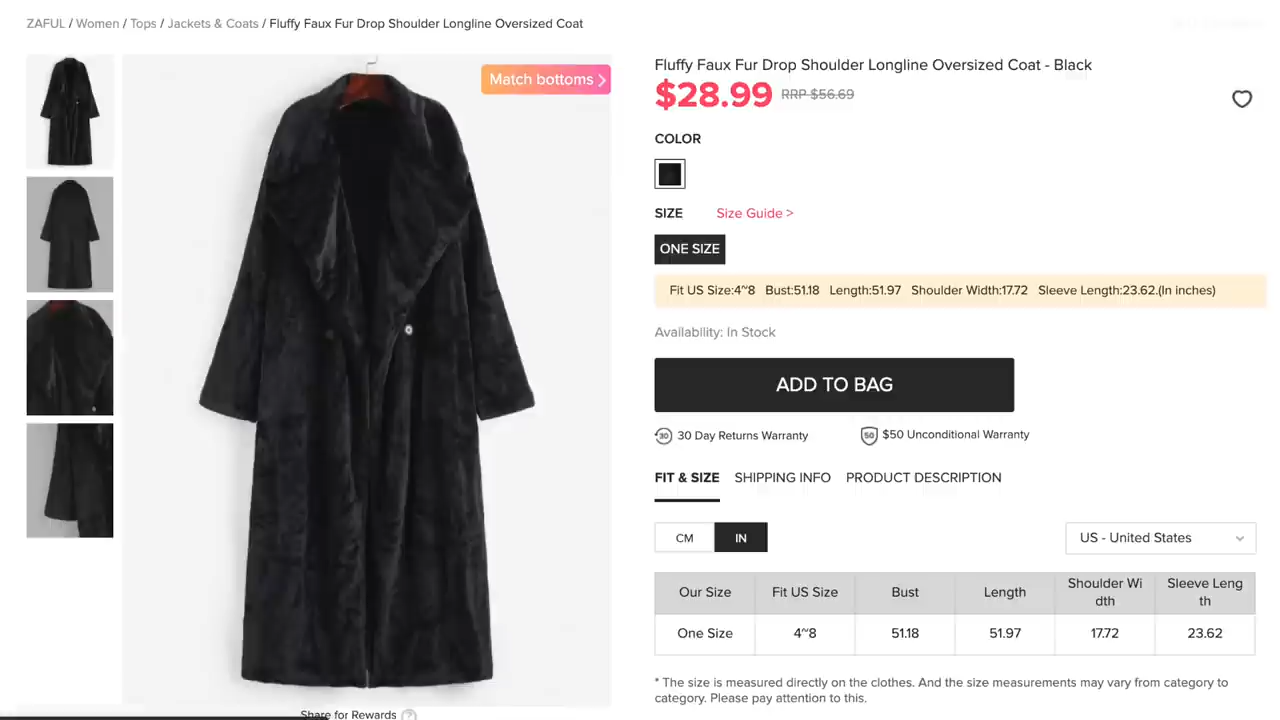 ZAFUL / Women / Tops / Jackets & Coats / Fluffy Faux Fur Drop Shoulder Longline Oversized Coat
Match bottoms
Fluffy Faux Fur Drop Shoulder Longline Oversized Coat - Black
$28.99 RRP $56.69
COLOR
SIZE Size Guide >
ONE SIZE
Fit US Size:4~8 Bust:51.18 Length:51.97 Shoulder Width:17.72 Sleeve Length:23.62.(In inches)
Availability: In Stock
ADD TO BAG
30 30 Day Returns Warranty 50 $50 Unconditional Warranty
FIT & SIZE SHIPPING INFO PRODUCT DESCRIPTION
CM IN US - United States
Our Size Fit US Size Bust Length Shoulder Wi
dth Sleeve Leng
th
One Size 4~8 51.18 51.97 17.72 23.62
* The size is measured directly on the clothes. And the size measurements may vary from category to
category. Please pay attention to this.
Share for Rewards ?